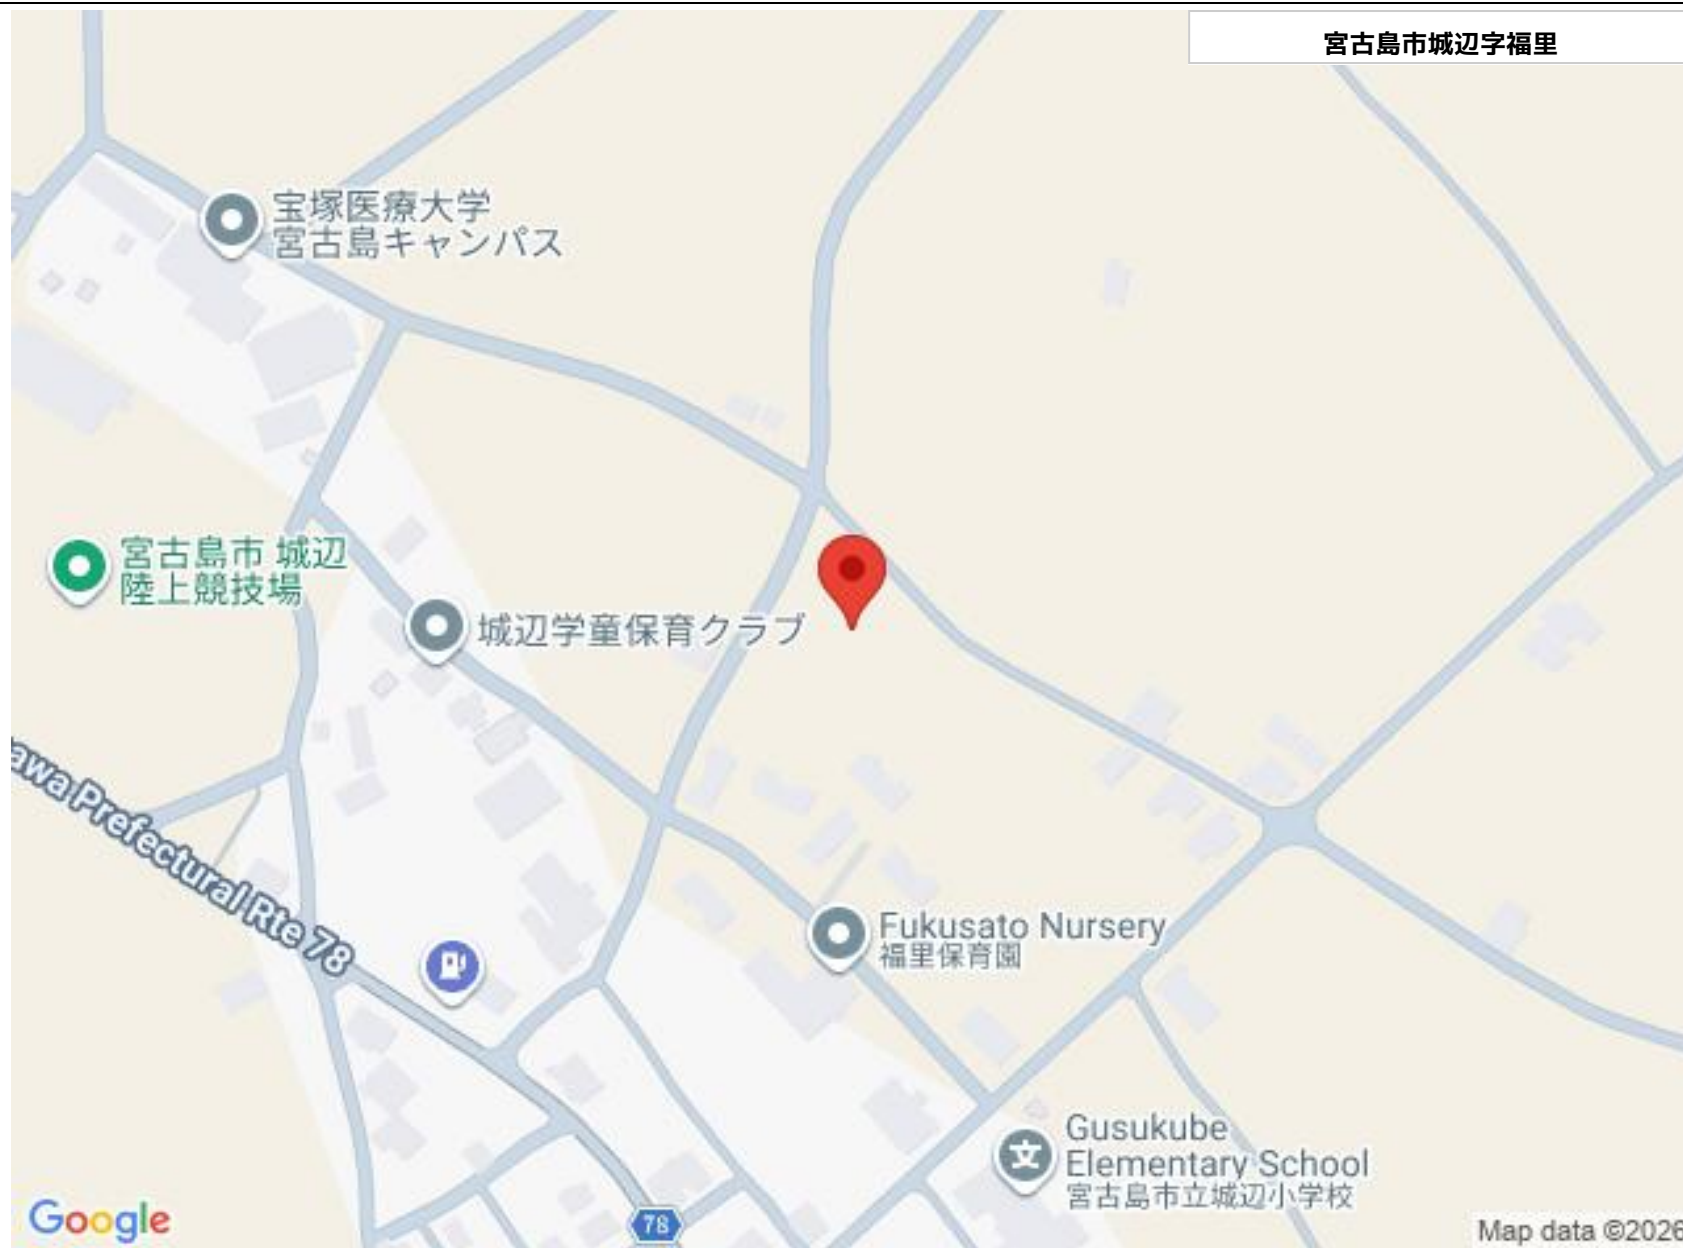 宮古島市城辺字福里
宝塚医療大学
宮古島キャンパス
宮古島市 城辺
陸上競技場
城辺学童保育クラブ
awa Prefectural Rte 78
Fukusato Nursery
福里保育園
Gusukube
Elementary School
文
宮古島市立城辺小学校
78
Google
Map data ©2026